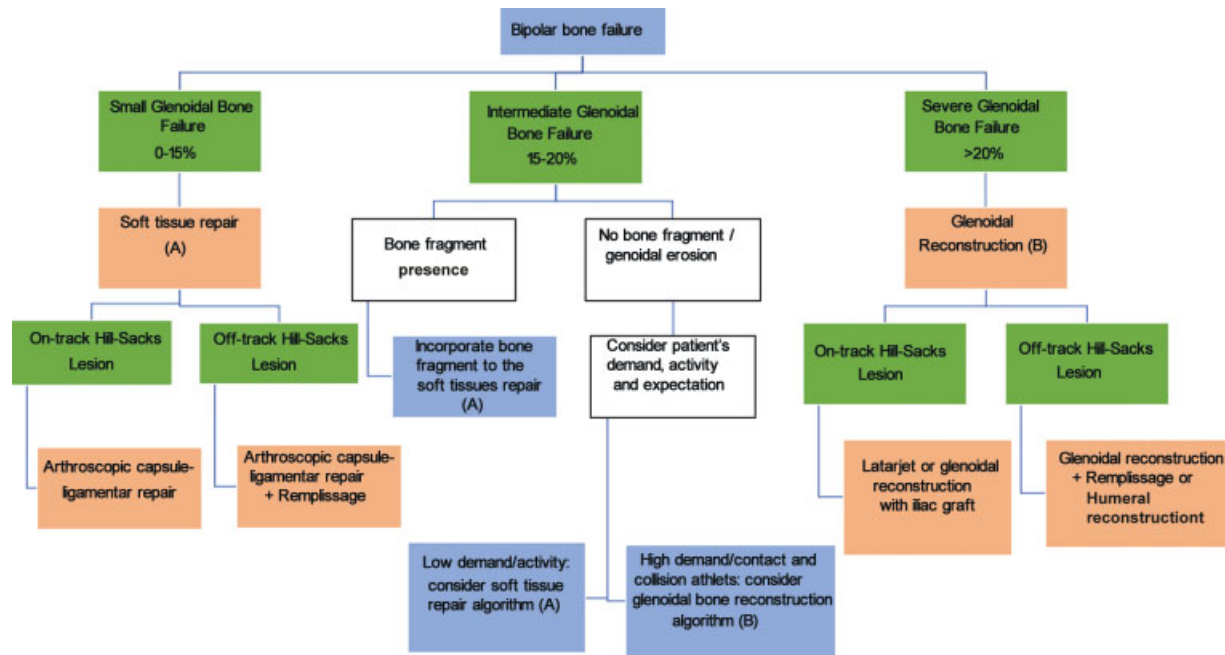 Bipolar bone failure
Small Glenoidal Bone
Failure
0-15%
Intermediate Glenoidal
Bone Failure
15-20%
Severe Glenoidal
Bone Failure
>20%
Soft tissue repair
(A)
Bone fragment
presence
No bone fragment /
genoidal erosion
Glenoidal
Reconstruction (B)
On-track Hill-Sacks
Lesion
Off-track Hill-Sacks
Lesion
Incorporate bone
fragment to the
soft tissues repair
(A)
Consider patient's
demand, activity
and expectation
On-track Hill-Sacks
Lesion
Off-track Hill-Sacks
Lesion
Arthroscopic capsule-
ligamentar repair
Arthroscopic capsule-
ligamentar repair
+ Remplissage
Latarjet or glenoidal
reconstruction
with iliac graft
Glenoidal reconstruction
+ Remplissage or
Humeral
reconstructiont
Low demand/activity:
consider soft tissue
repair algorithm (A)
High demand/contact and
collision athlets: consider
glenoidal bone reconstruction
algorithm (B)